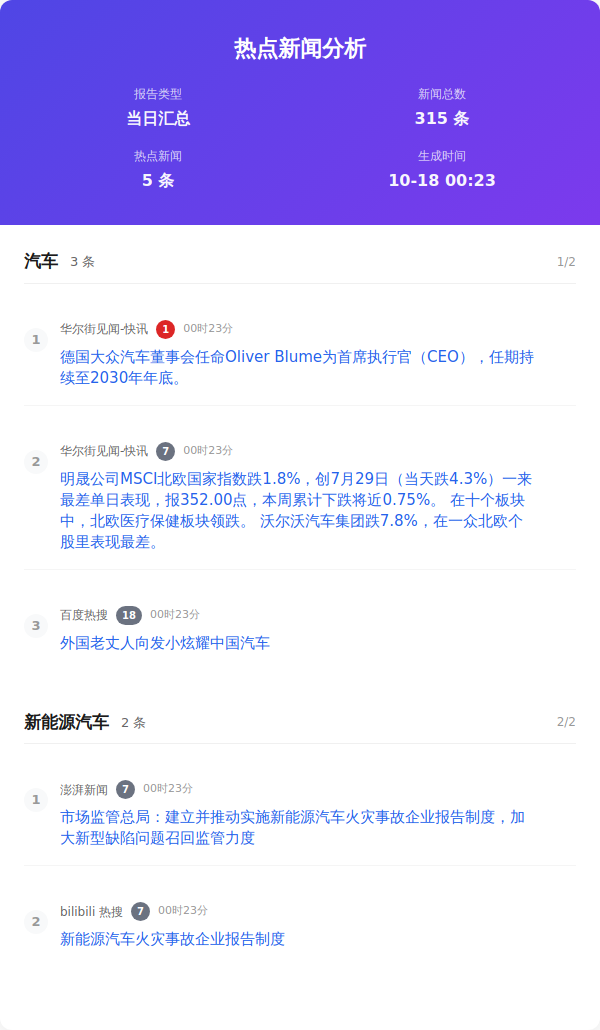 热点新闻分析
报告类型
当日汇总
新闻总数
315 条
热点新闻
5 条
生成时间
10-18 00:23
汽车 3 条 1/2
1
华尔街见闻-快讯 1 00时23分
德国大众汽车董事会任命Oliver Blume为首席执行官（CEO），任期持
续至2030年年底。
2
华尔街见闻-快讯 7 00时23分
明晟公司MSCI北欧国家指数跌1.8%，创7月29日（当天跌4.3%）一来
最差单日表现，报352.00点，本周累计下跌将近0.75%。 在十个板块
中，北欧医疗保健板块领跌。 沃尔沃汽车集团跌7.8%，在一众北欧个
股里表现最差。
3
百度热搜 18 00时23分
外国老丈人向发小炫耀中国汽车
新能源汽车 2 条 2/2
1
澎湃新闻 7 00时23分
市场监管总局：建立并推动实施新能源汽车火灾事故企业报告制度，加
大新型缺陷问题召回监管力度
2
bilibili 热搜 7 00时23分
新能源汽车火灾事故企业报告制度